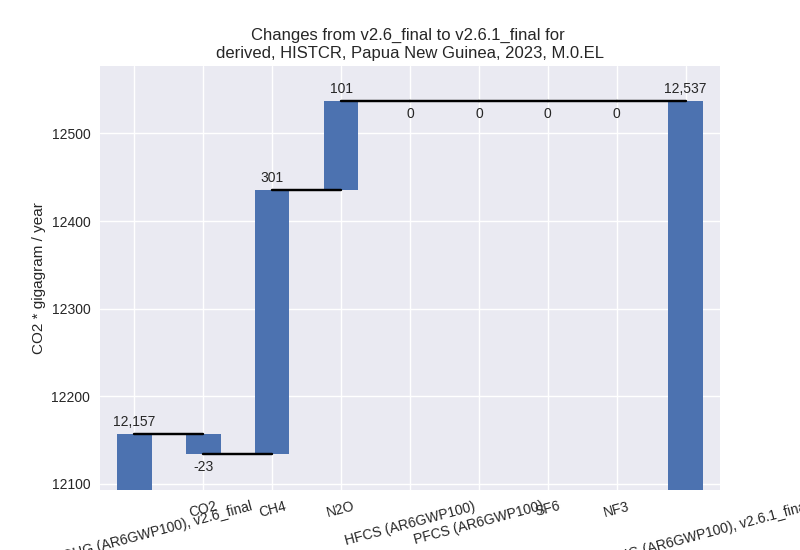 Changes from v2.6_final to v2.6.1_final for
derived, HISTCR, Papua New Guinea, 2023, M.0.EL
CO2 * gigagram / year
12500
12400
12300
12200
12100
12,157
-23
301
101
0
0
0
0
12,537
(AR6GWP100), v2.6_final
CO2
CH4
N2O
HFCS (AR6GWP100)
PFCS (AR6GWP100)
SF6
NF3
(AR6GWP100), v2.6.1_final